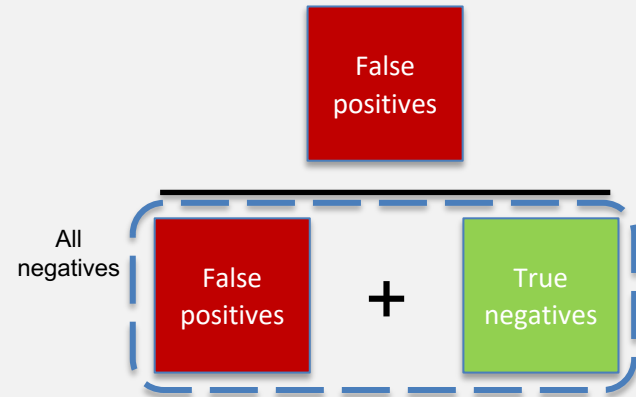 False
positives
All
negatives
False
positives
+
True
negatives